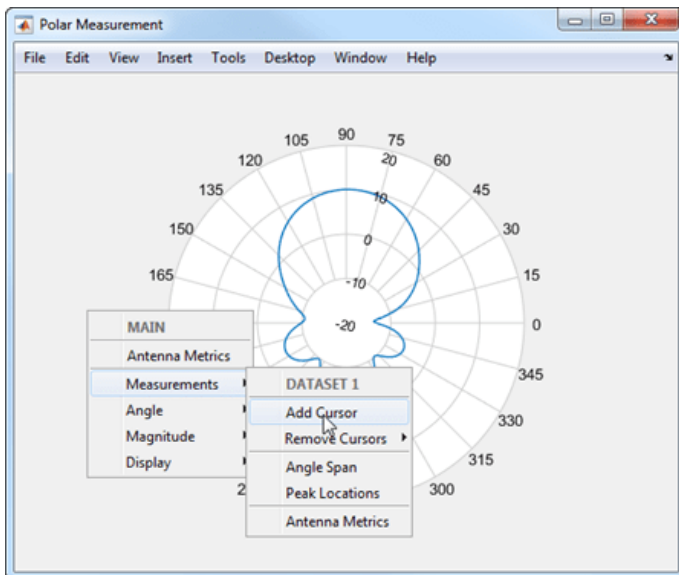 Polar Measurement
File Edit View Insert Tools Desktop Window Help
90
105 75
20
120 60
135 10 45
150 0 30
165 -10 15
-20 0
345
330
315
2 300
MAIN
Antenna Metrics
Measurements
Angle
Magnitude
Display
DATASET 1
Add Cursor
Remove Cursors
Angle Span
Peak Locations
Antenna Metrics